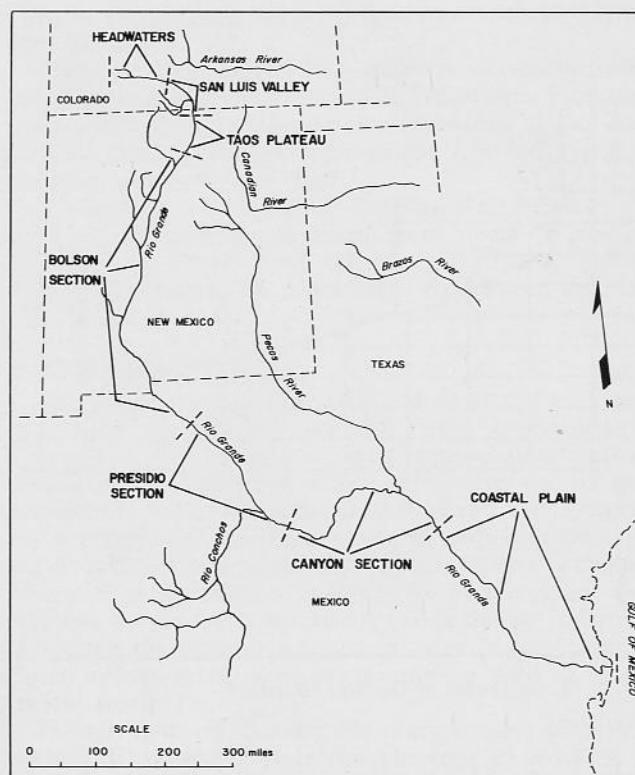 HEADWATERS
Arkansas River
SAN LUIS VALLEY
COLORADO
TAOS PLATEAU
Canadian
River
Rio Grande
BOLSON
SECTION
Brazos
River
NEW MEXICO
Pecos
River
TEXAS
N
Rio Grande
PRESIDIO
SECTION
COASTAL PLAIN
Rio Conchos
CANYON SECTION
MEXICO
Rio Grande
GULF OF MEXICO
SCALE
0 100 200 300 miles